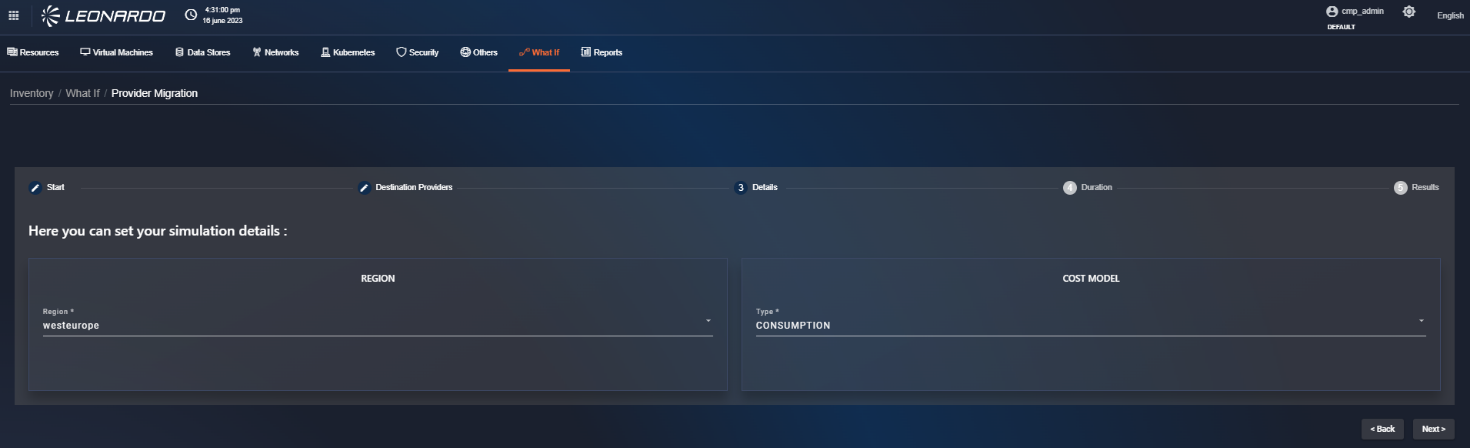 LEONARDO
4:31:00 pm
16 june 2023
cmp_admin
DEFAULT
English
Resources Virtual Machines Data Stores Networks Kubernetes Security Others What If Reports
Inventory / What If / Provider Migration
Start Destination Providers 3 Details 4 Duration 5 Results
Here you can set your simulation details :
REGION
Region *
westeurope
COST MODEL
Type *
CONSUMPTION
< Back Next >